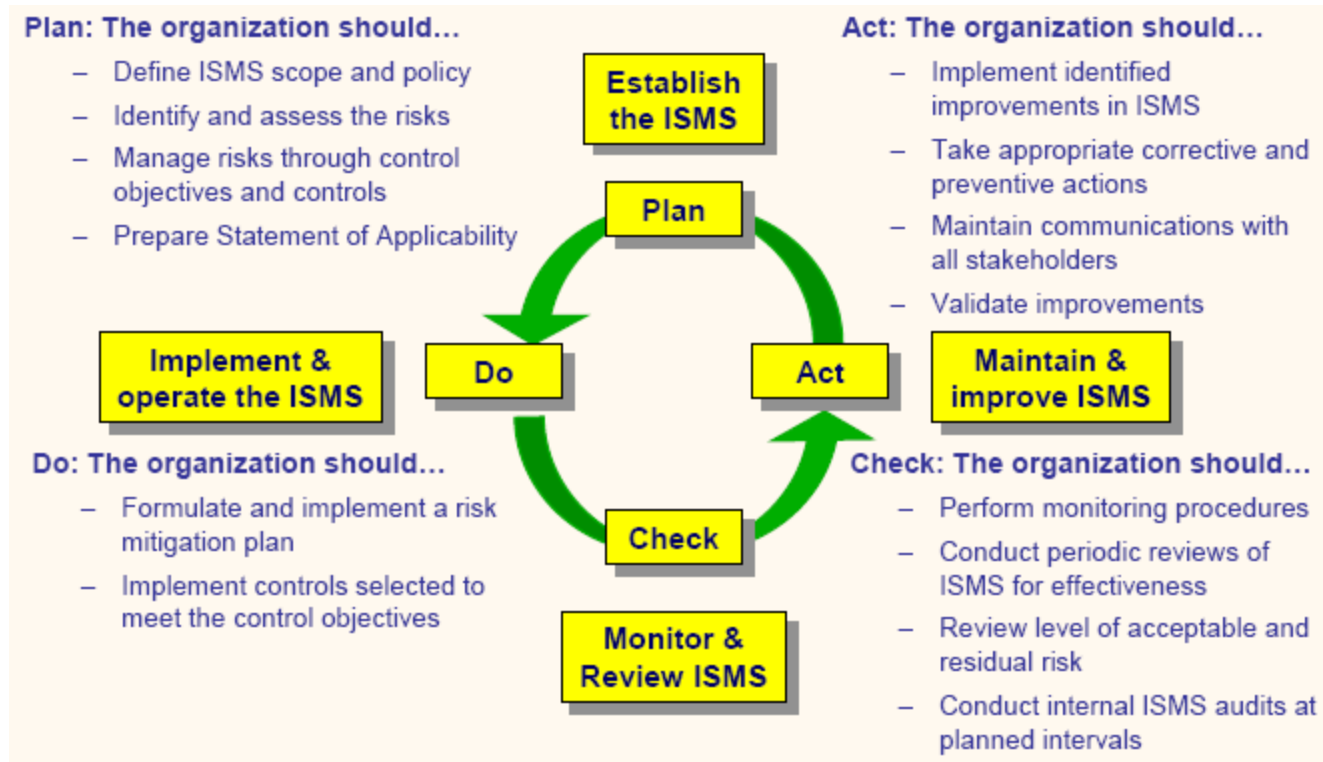 Plan: The organization should…
– Define ISMS scope and policy
– Identify and assess the risks
– Manage risks through control
objectives and controls
– Prepare Statement of Applicability
Establish
the ISMS
Plan
Act: The organization should…
– Implement identified
improvements in ISMS
– Take appropriate corrective and
preventive actions
– Maintain communications with
all stakeholders
– Validate improvements
Implement &
operate the ISMS
Do
Act
Maintain &
improve ISMS
Do: The organization should…
– Formulate and implement a risk
mitigation plan
– Implement controls selected to
meet the control objectives
Check
Monitor &
Review ISMS
Check: The organization should…
– Perform monitoring procedures
– Conduct periodic reviews of
ISMS for effectiveness
– Review level of acceptable and
residual risk
– Conduct internal ISMS audits at
planned intervals